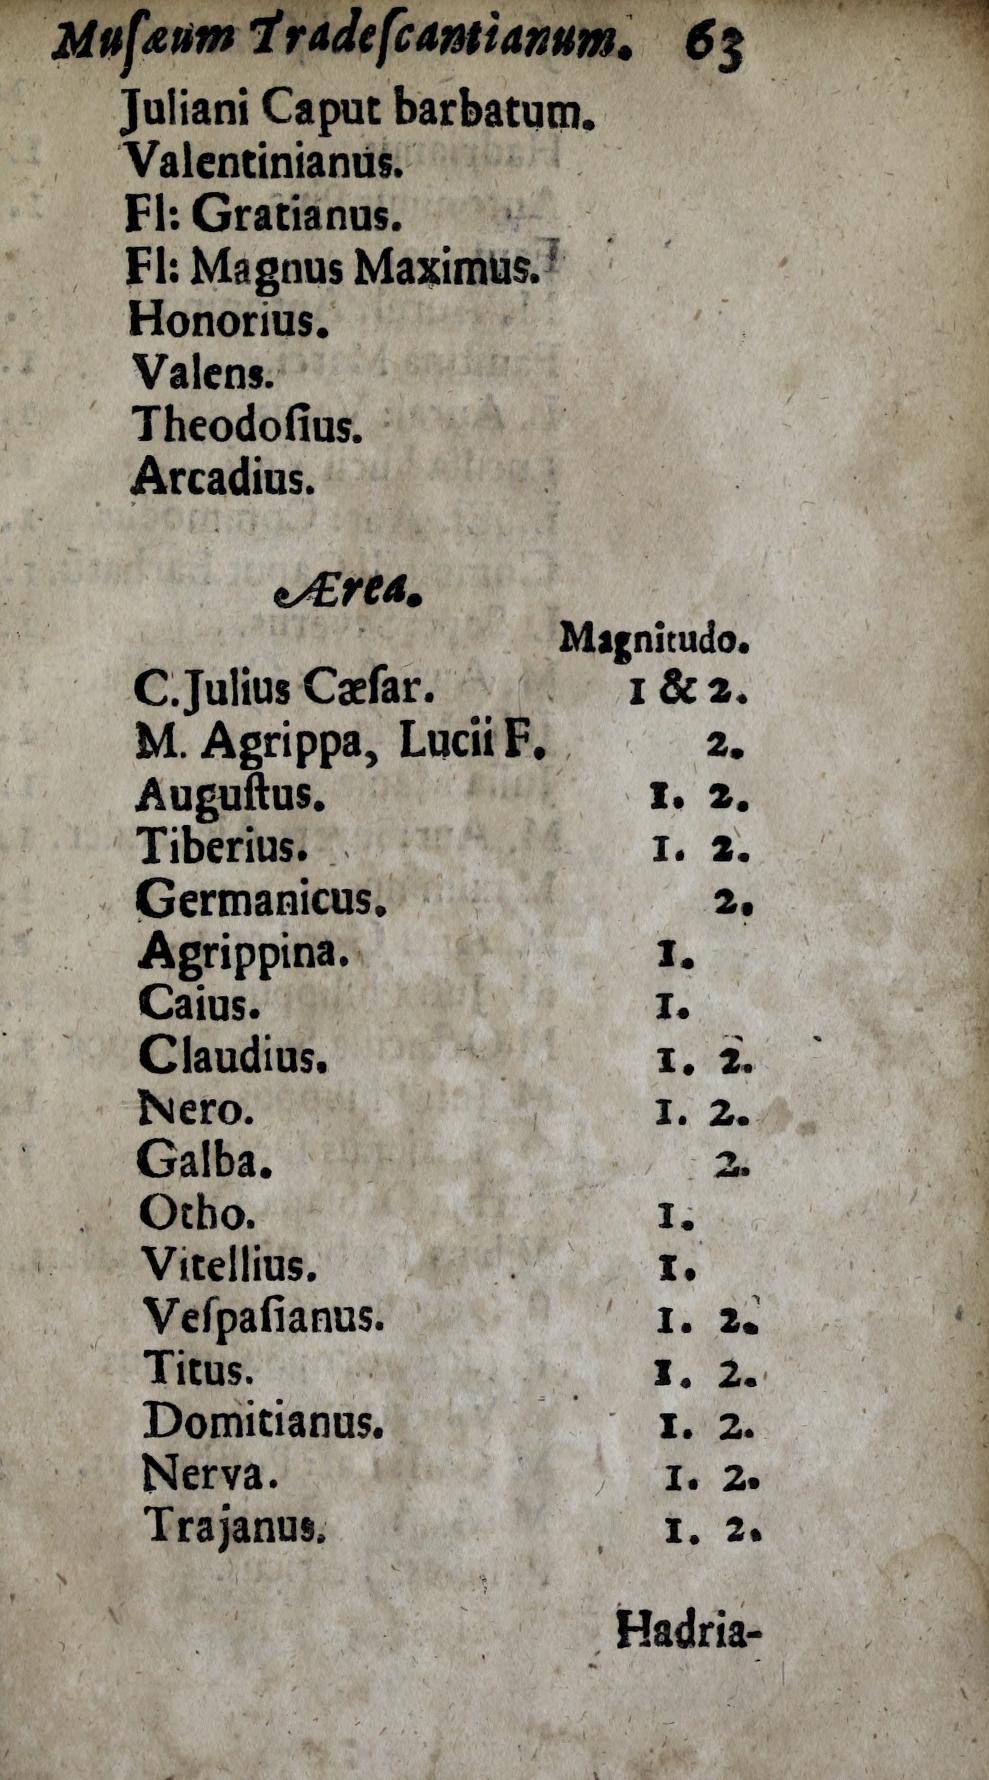 Muſæum Tradeſcantianum. 63
Juliani Caput barbatum.
Valentinianus.
Fl: Gratianus.
Fl: Magnus Maximus.
Honorius.
Valens.
Theodoſius.
Arcadius.
Ærea.
Magnitudo.
C. Julius Cæſar. 1 & 2.
M. Agrippa, Lucii F. 2.
Auguſtus. 1. 2.
Tiberius. 1. 2.
Germanicus. 2.
Agrippina. 1.
Caius. 1.
Claudius. 1. 2.
Nero. 1. 2.
Galba. 2.
Otho. 1.
Vitellius. 1.
Veſpaſianus. 1. 2.
Titus. 1. 2.
Domitianus. 1. 2.
Nerva. 1. 2.
Trajanus. 1. 2.
Hadria-